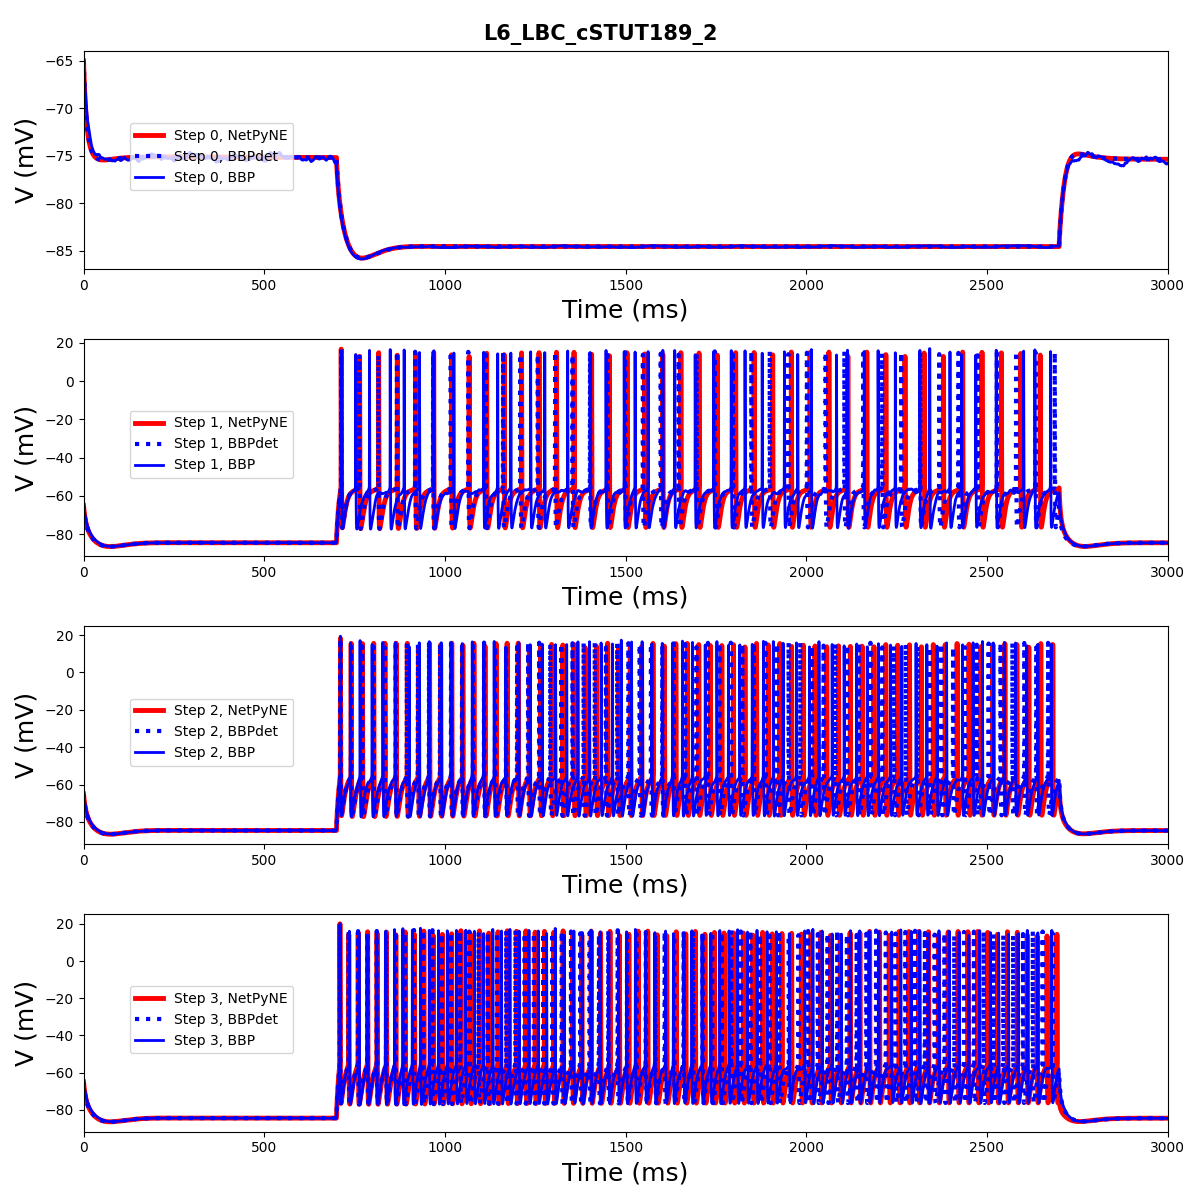 L6_LBC_cSTUT189_2
V (mV)
−65
−70
−75
−80
−85
Step 0, NetPyNE
Step 0, BBPdet
Step 0, BBP
0 500 1000 1500 2000 2500 3000
Time (ms)
V (mV)
20
0
−20
−40
−60
−80
Step 1, NetPyNE
Step 1, BBPdet
Step 1, BBP
0 500 1000 1500 2000 2500 3000
Time (ms)
V (mV)
20
0
−20
−40
−60
−80
Step 2, NetPyNE
Step 2, BBPdet
Step 2, BBP
0 500 1000 1500 2000 2500 3000
Time (ms)
V (mV)
20
0
−20
−40
−60
−80
Step 3, NetPyNE
Step 3, BBPdet
Step 3, BBP
0 500 1000 1500 2000 2500 3000
Time (ms)